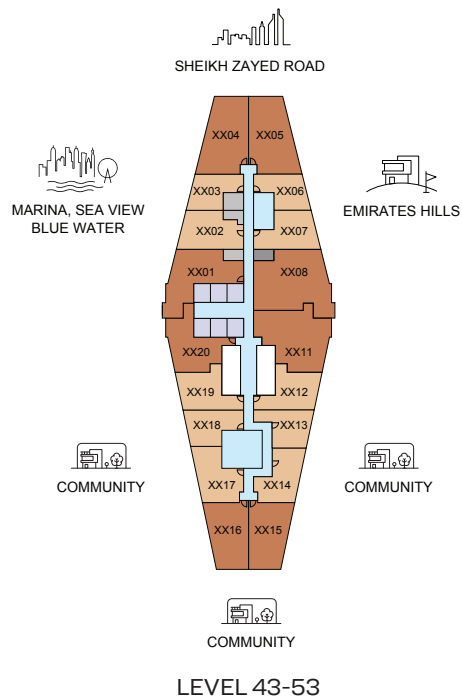 SHEIKH ZAYED ROAD
XX04 XX05
MARINA, SEA VIEW
BLUE WATER
EMIRATES HILLS
XX03 XX06
XX02 XX07
XX01 XX08
XX20 XX11
XX19 XX12
XX18 XX13
XX17 XX14
COMMUNITY
COMMUNITY
XX16 XX15
COMMUNITY
LEVEL 43-53